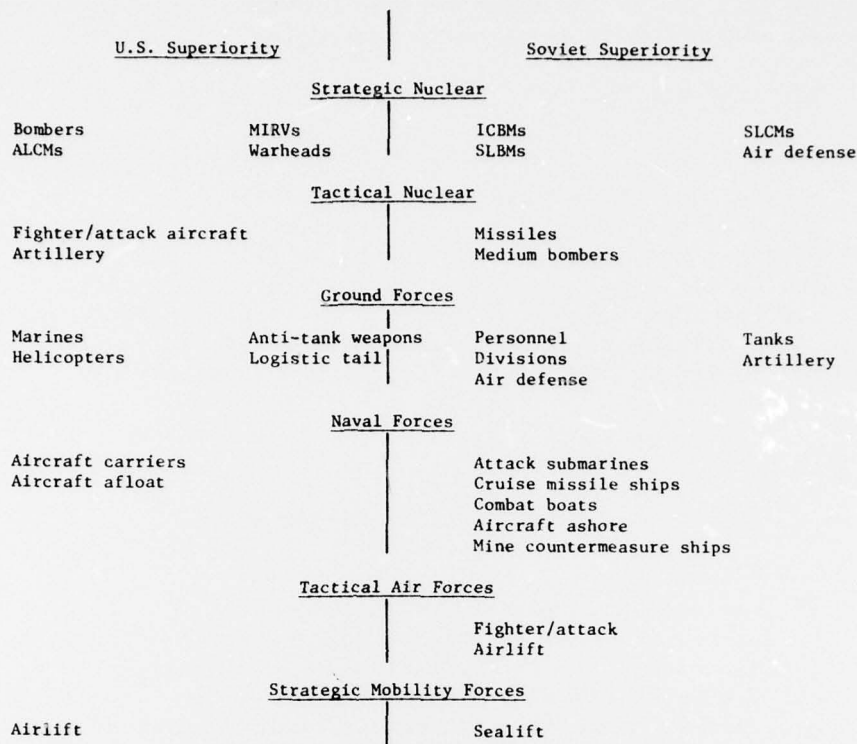 U.S. Superiority Soviet Superiority
Strategic Nuclear
Bombers MIRVs ICBMs SLCMs
ALCMs Warheads SLBMs Air defense
Tactical Nuclear
Fighter/attack aircraft Missiles
Artillery Medium bombers
Ground Forces
Marines Anti-tank weapons Personnel Tanks
Helicopters Logistic tail Divisions Artillery
Air defense
Naval Forces
Aircraft carriers Attack submarines
Aircraft afloat Cruise missile ships
Combat boats
Aircraft ashore
Mine countermeasure ships
Tactical Air Forces
Fighter/attack
Airlift
Strategic Mobility Forces
Airlift Sealift